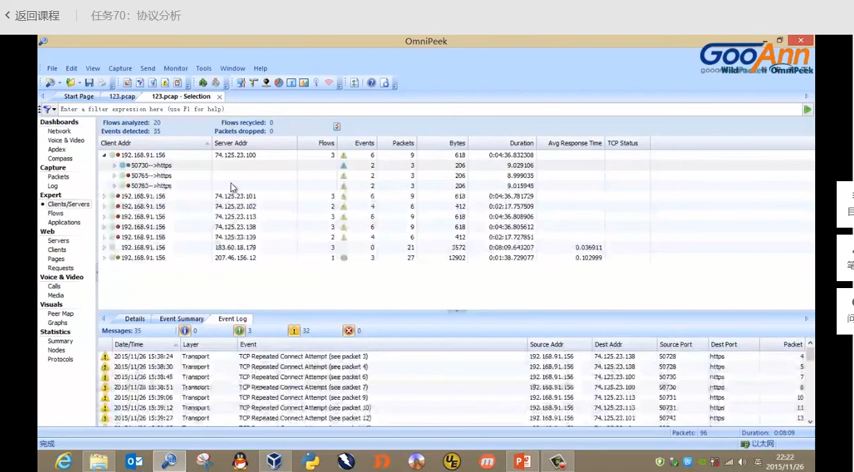 返回课程 任务70：协议分析
OmniPeek
GooAnn
WildPackets OmniPeek
File Edit View Capture Send Monitor Tools Window Help
Start Page 123.pcap 123.pcap - Selection
Enter a filter expression here (use F1 for help)
Dashboards
Network
Voice & Video
Apdex
Compass
Capture
Packets
Log
Expert
Clients/Servers
Flows
Applications
Web
Servers
Clients
Pages
Requests
Voice & Video
Calls
Media
Visuals
Peer Map
Graphs
Statistics
Summary
Nodes
Protocols
Flows analyzed: 20 Flows recycled: 0
Events detected: 35 Packets dropped: 0
Client Addr Server Addr Flows Events Packets Bytes Duration Avg Response Time TCP Status
192.168.91.156 74.125.23.100 3 6 9 618 0:04:36.832308
50730-->https 2 3 206 9.029106
50765-->https 2 3 206 8.999035
50783-->https 2 3 206 9.015945
192.168.91.156 74.125.23.101 3 6 9 618 0:04:36.781729
192.168.91.156 74.125.23.102 2 4 6 412 0:02:17.757509
192.168.91.156 74.125.23.113 3 6 9 618 0:04:36.808906
192.168.91.156 74.125.23.138 3 6 9 618 0:04:36.805612
192.168.91.156 74.125.23.139 2 4 6 412 0:02:17.727851
192.168.91.156 183.60.18.179 3 0 21 3572 0:08:09.643207 0.036911
192.168.91.156 207.46.156.12 1 3 27 12902 0:01:38.729077 0.102999
Details Event Summary Event Log
Messages: 35 0 3 32 0
Date/Time Layer Event Source Addr Dest Addr Source Port Dest Port Packet
2015/11/26 15:38:24 Transport TCP Repeated Connect Attempt (see packet 3) 192.168.91.156 74.125.23.138 50728 https 4
2015/11/26 15:38:30 Transport TCP Repeated Connect Attempt (see packet 4) 192.168.91.156 74.125.23.138 50728 https 5
2015/11/26 15:38:45 Transport TCP Repeated Connect Attempt (see packet 6) 192.168.91.156 74.125.23.100 50730 https 7
2015/11/26 15:38:51 Transport TCP Repeated Connect Attempt (see packet 7) 192.168.91.156 74.125.23.100 50730 https 8
2015/11/26 15:39:06 Transport TCP Repeated Connect Attempt (see packet 9) 192.168.91.156 74.125.23.113 50731 https 10
2015/11/26 15:39:12 Transport TCP Repeated Connect Attempt (see packet 10) 192.168.91.156 74.125.23.113 50731 https 11
2015/11/26 15:39:27 Transport TCP Repeated Connect Attempt (see packet 12) 192.168.91.156 74.125.23.101 50741 https 13
Packets: 96 Duration: 0:08:09
完成 以太网
22:22
2015/11/26